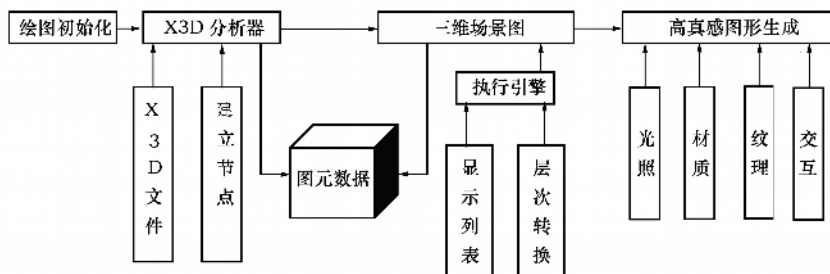 绘图初始化
X3D 分析器
三维场景图
高真感图形生成
执行引擎
X3D文件
建立节点
图元数据
显示列表
层次转换
光照
材质
纹理
交互